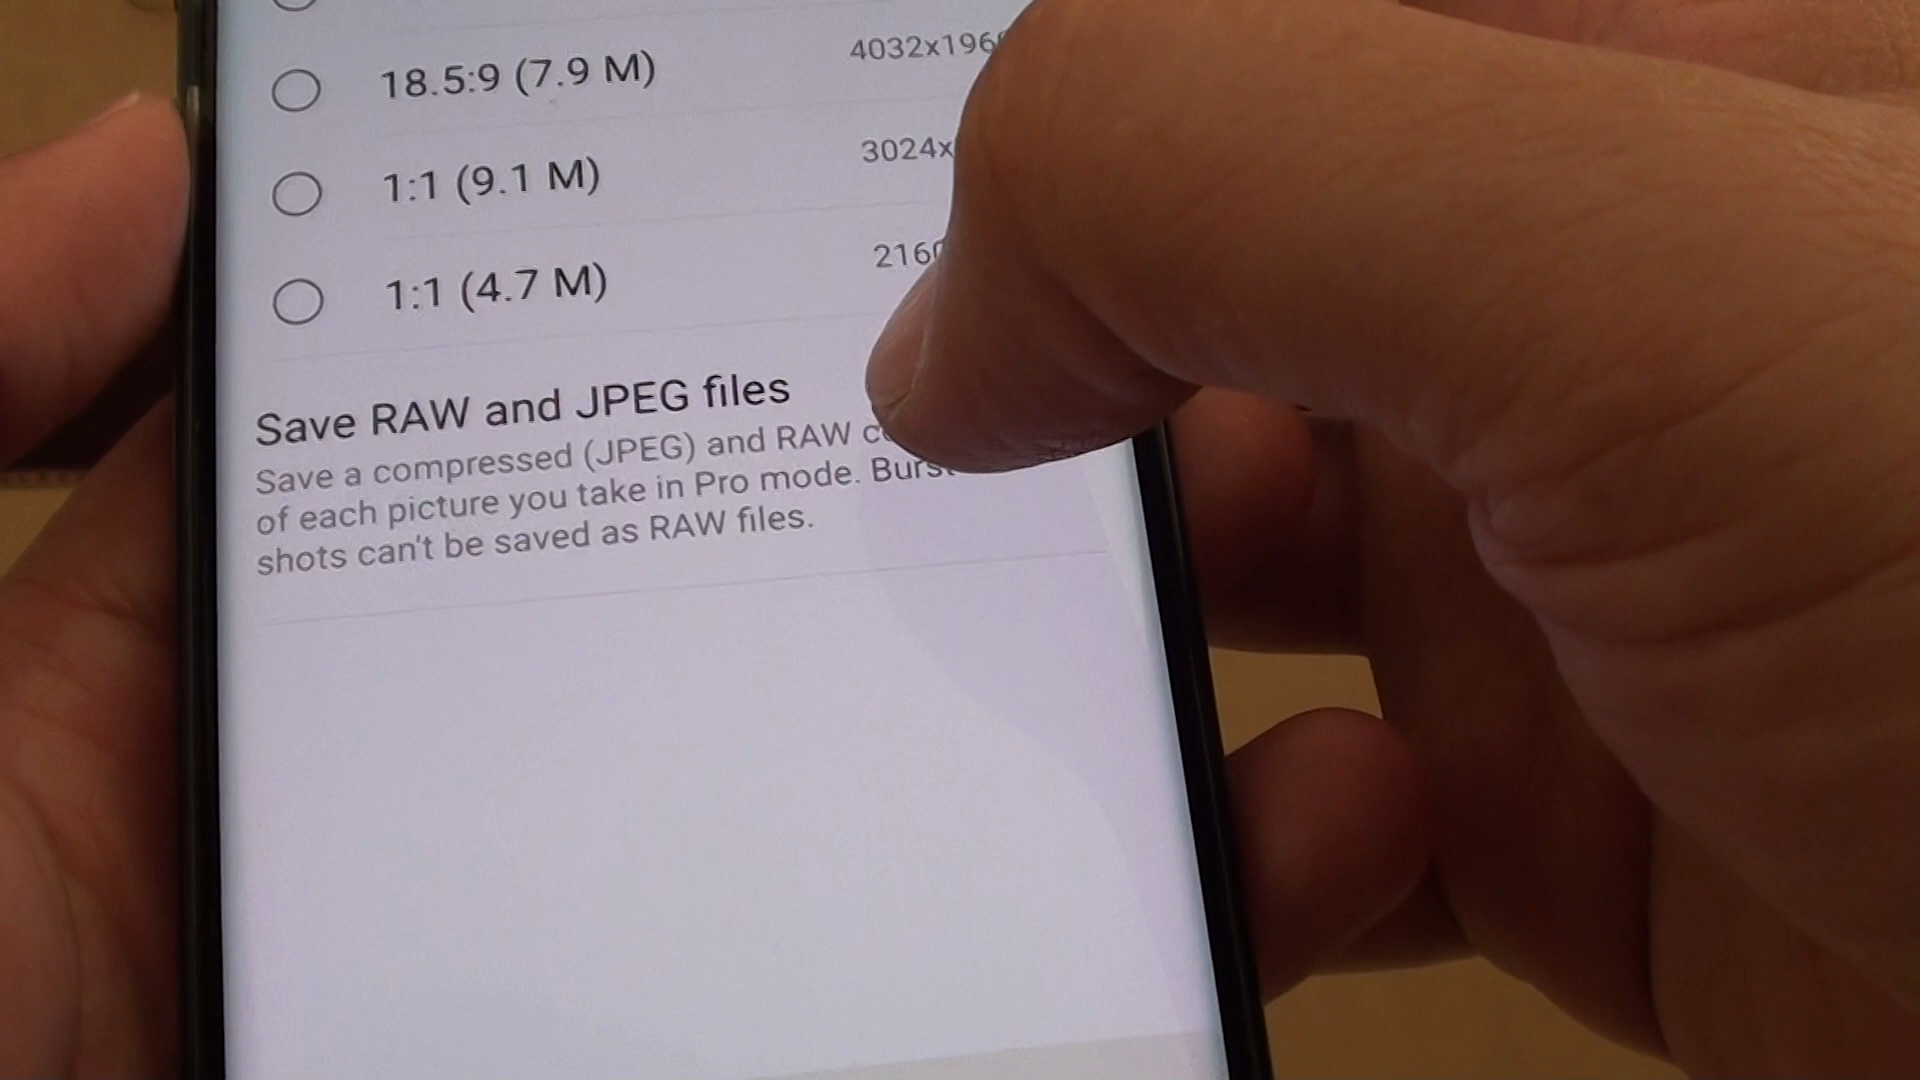 18.5:9 (7.9 M)
4032x196
1:1 (9.1 M)
3024x
1:1 (4.7 M)
216
Save RAW and JPEG files
Save a compressed (JPEG) and RAW
of each picture you take in Pro mode. Burst
shots can't be saved as RAW files.